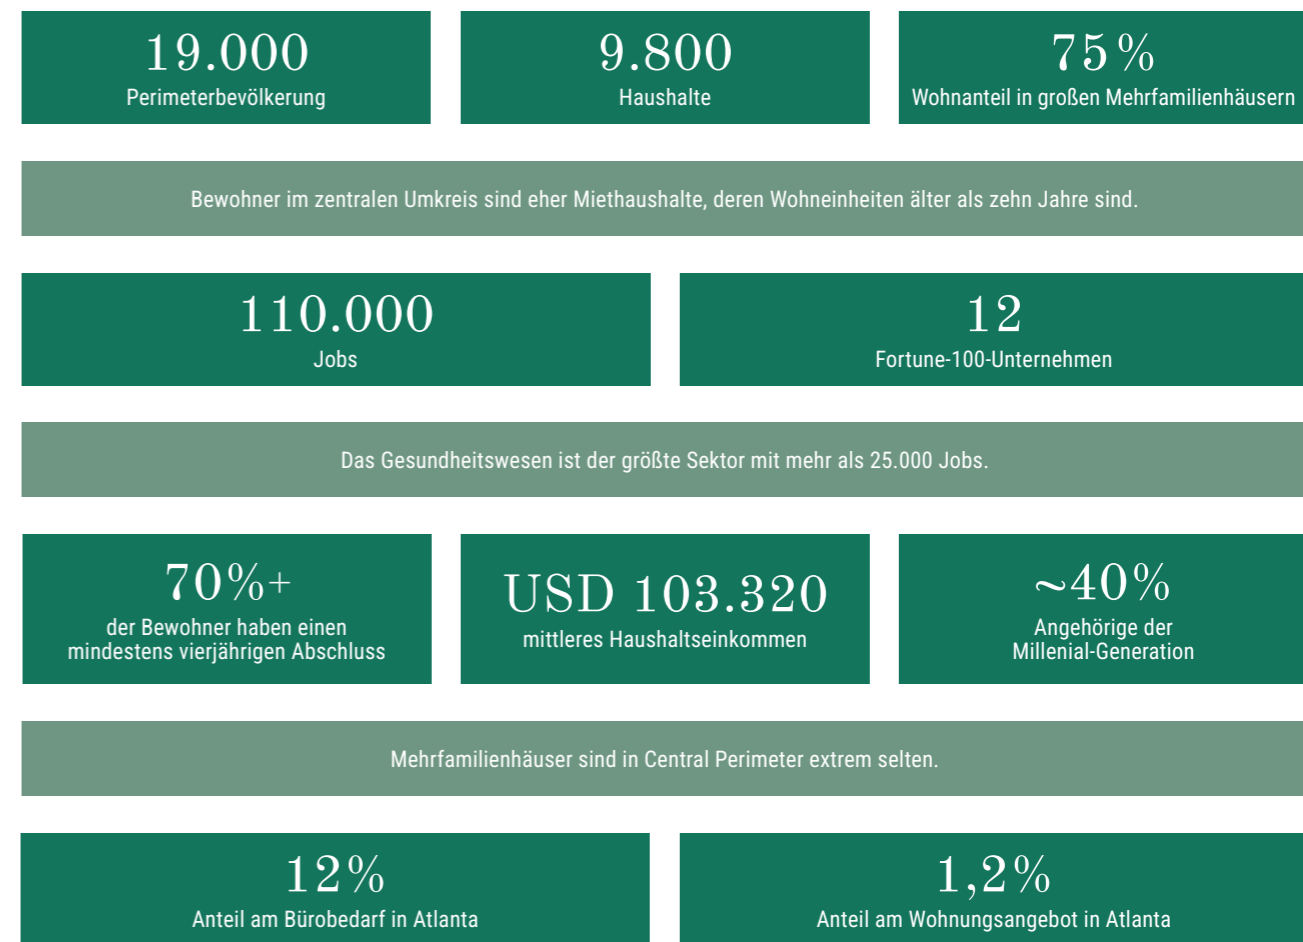 19.000
Perimeterbevölkerung
9.800
Haushalte
75%
Wohnanteil in großen Mehrfamilienhäusern
Bewohner im zentralen Umkreis sind eher Miethaushalte, deren Wohneinheiten älter als zehn Jahre sind.
110.000
Jobs
12
Fortune-100-Unternehmen
Das Gesundheitswesen ist der größte Sektor mit mehr als 25.000 Jobs.
70%+
der Bewohner haben einen
mindestens vierjährigen Abschluss
USD 103.320
mittleres Haushaltseinkommen
~40%
Angehörige der
Millenial-Generation
Mehrfamilienhäuser sind in Central Perimeter extrem selten.
12%
Anteil am Bürobedarf in Atlanta
1,2%
Anteil am Wohnungsangebot in Atlanta